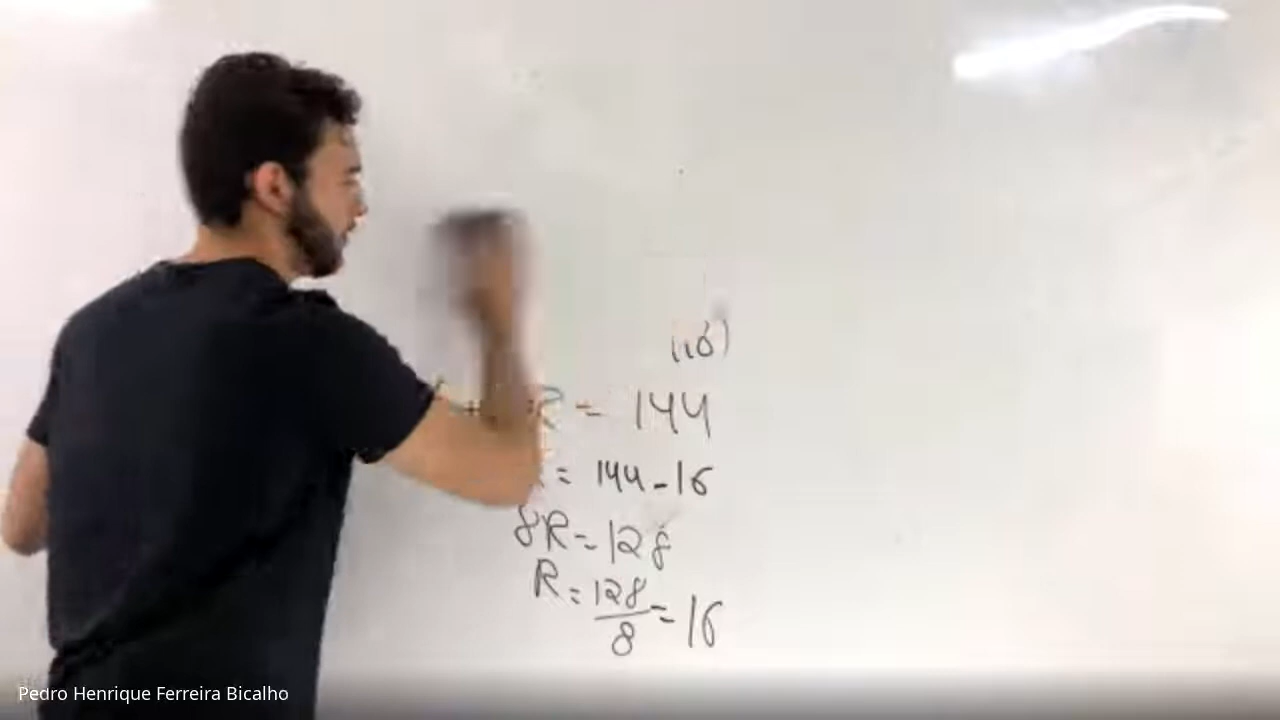 (16)
= 144
= 144-16
8R=128
R=128/8=16
Pedro Henrique Ferreira Bicalho